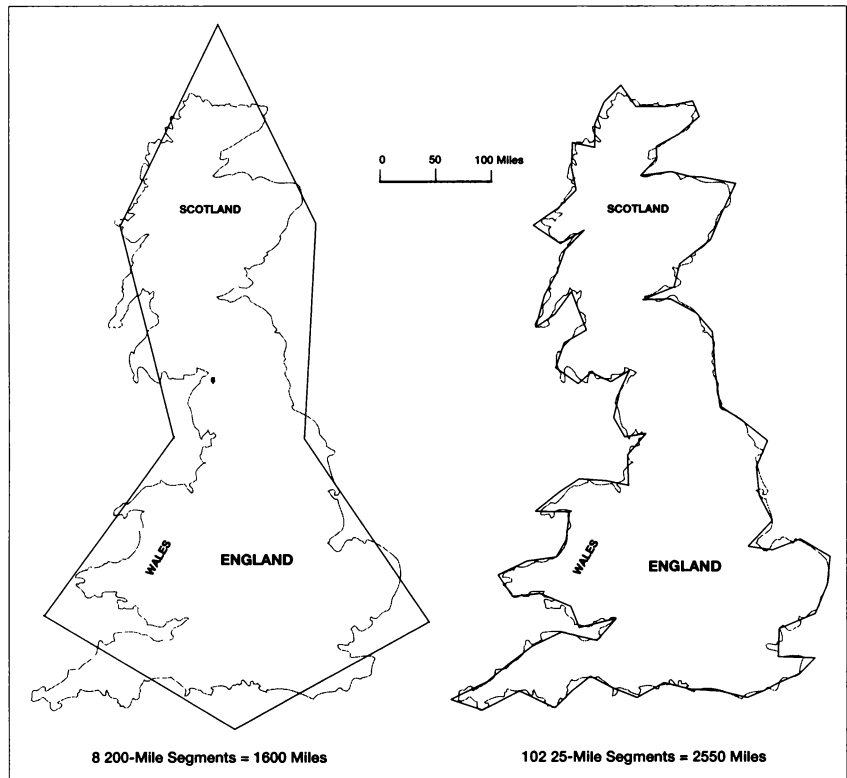 0 50 100 Miles
SCOTLAND
SCOTLAND
WALES
ENGLAND
WALES
ENGLAND
8 200-Mile Segments = 1600 Miles
102 25-Mile Segments = 2550 Miles